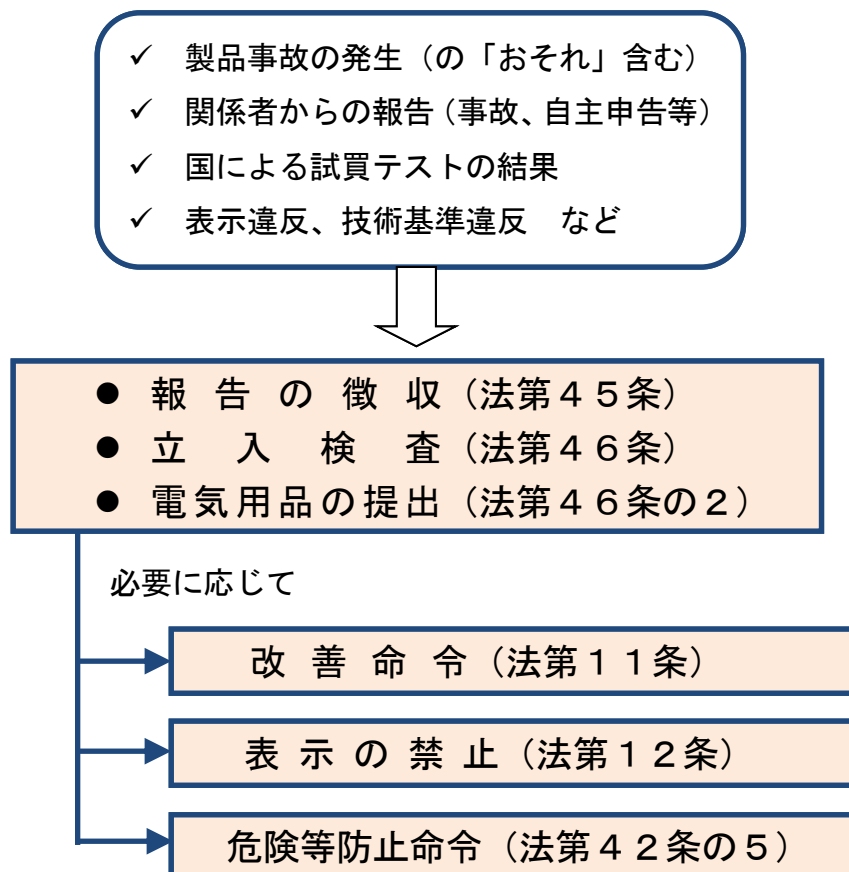 ✓ 製品事故の発生（の「おそれ」含む）
✓ 関係者からの報告（事故、自主申告等）
✓ 国による試買テストの結果
✓ 表示違反、技術基準違反　など
● 報告の徴収（法第４５条）
● 立入検査（法第４６条）
● 電気用品の提出（法第４６条の２）
必要に応じて
改善命令（法第１１条）
表示の禁止（法第１２条）
危険等防止命令（法第４２条の５）